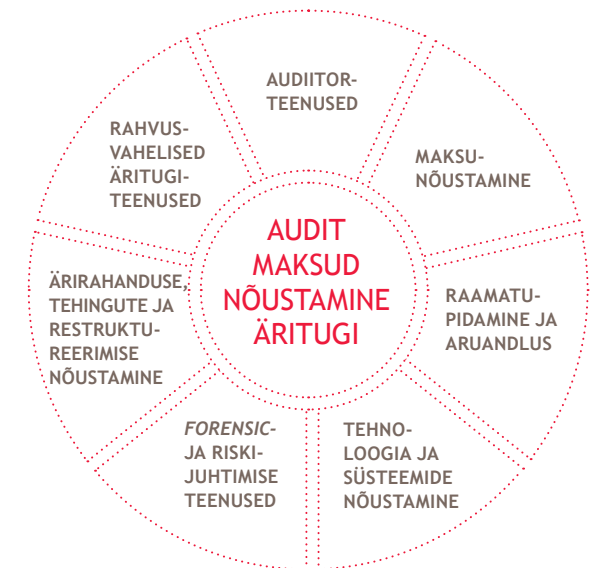 AUDIITOR-
TEENUSED
MAKSU-
NÕUSTAMINE
RAAMATU-
PIDAMINE JA
ARUANDLUS
TEHNO-
LOOGIA JA
SÜSTEEMIDE
NÕUSTAMINE
FORENSIC-
JA RISKI-
JUHTIMISE
TEENUSED
ÄRIRAHANDUSE,
TEHINGUTE JA
RESTRUKTU-
REERIMISE
NÕUSTAMINE
RAHVUS-
VAHELISED
ÄRITUGI-
TEENUSED
AUDIT
MAKSUD
NÕUSTAMINE
ÄRITUGI